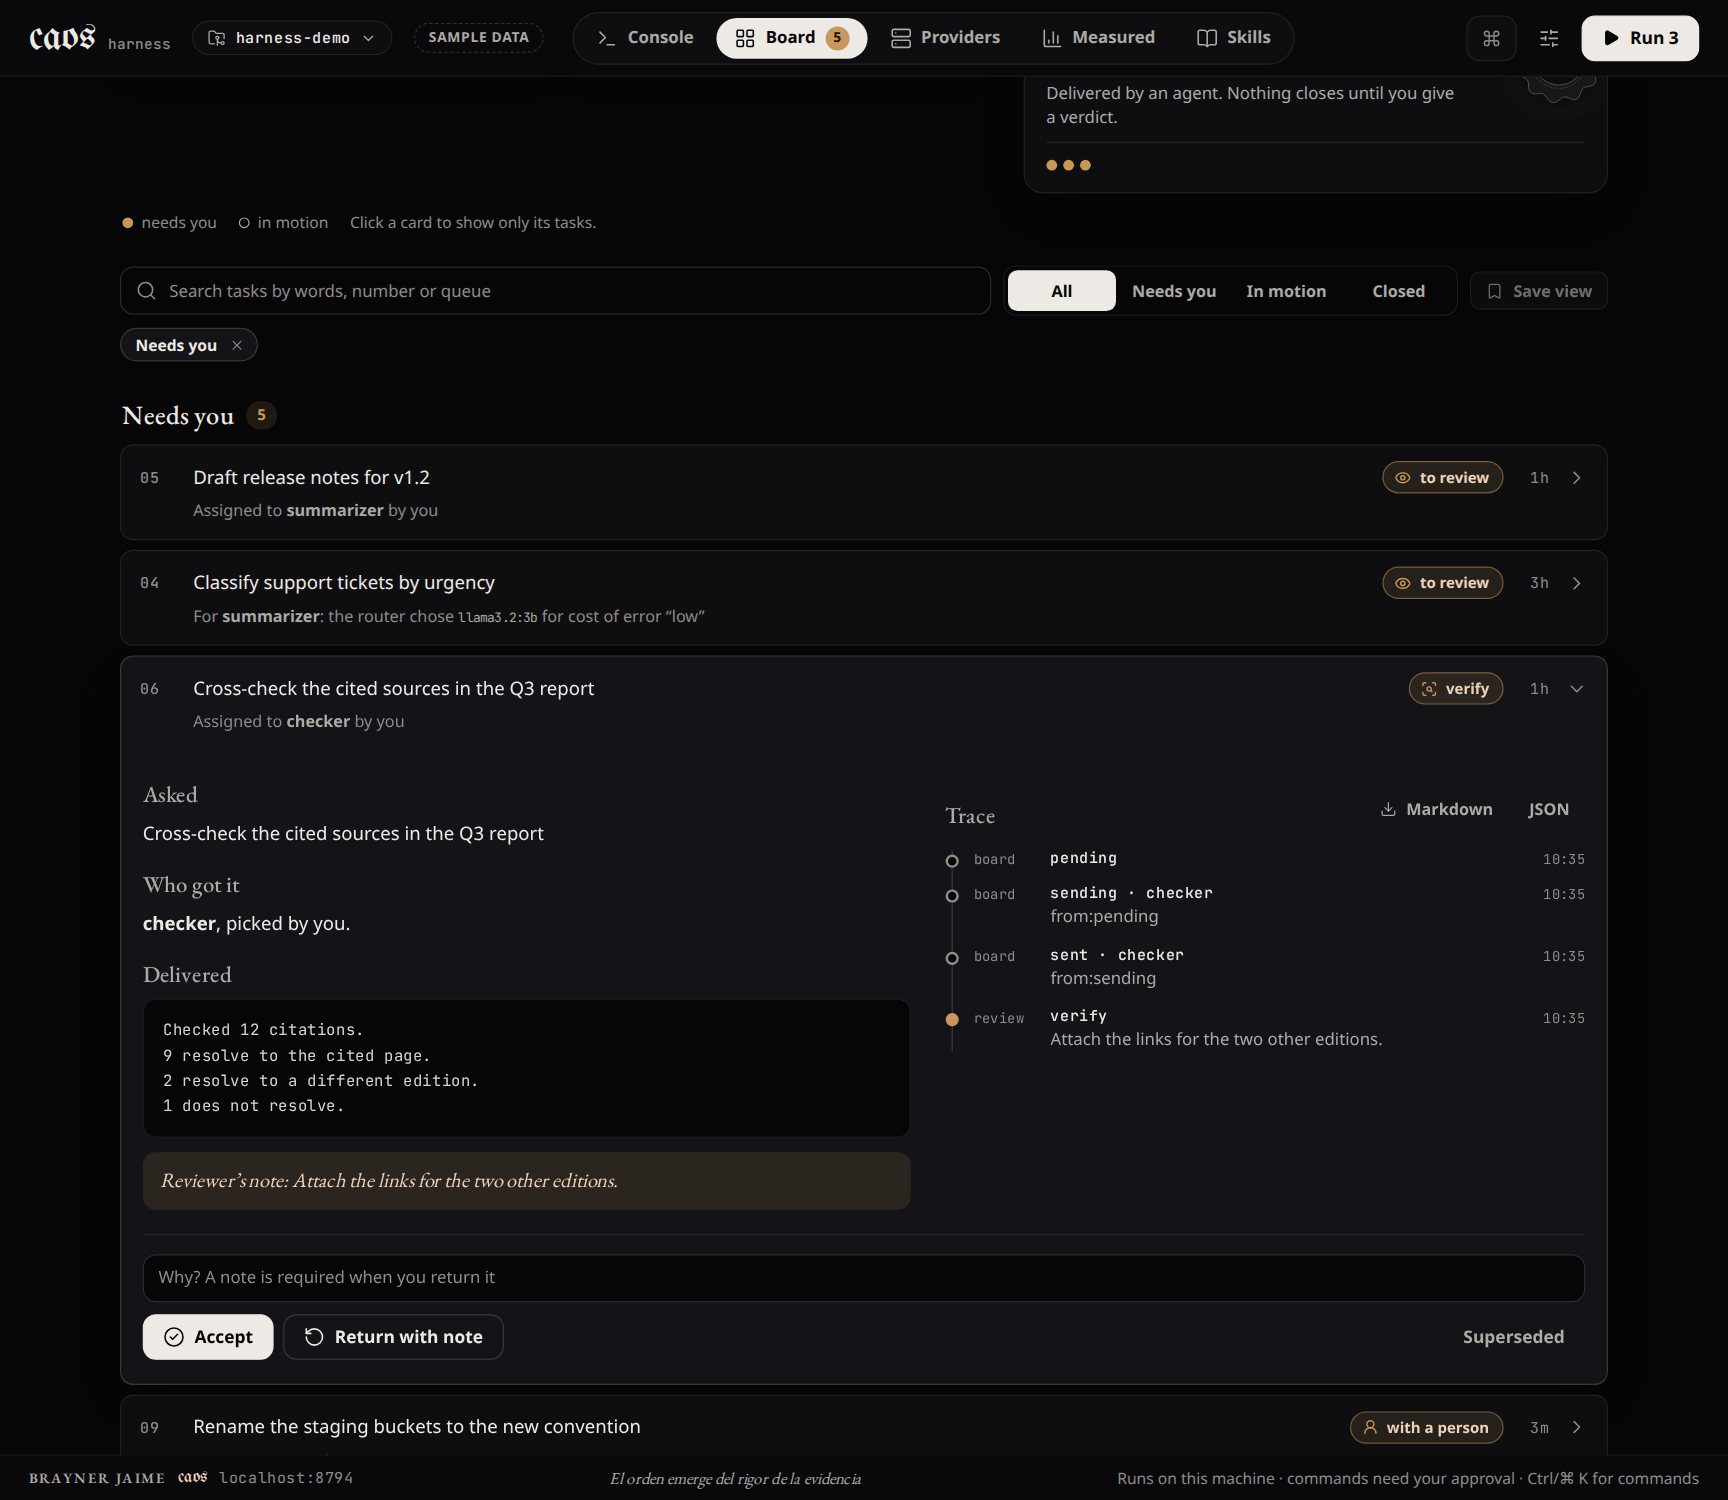 caos harness
harness-demo
SAMPLE DATA
Console
Board 5
Providers
Measured
Skills
⌘
Run 3
Delivered by an agent. Nothing closes until you give
a verdict.
needs you
in motion
Click a card to show only its tasks.
Search tasks by words, number or queue
All
Needs you
In motion
Closed
Save view
Needs you ×
Needs you 5
05 Draft release notes for v1.2 to review 1h
Assigned to summarizer by you
04 Classify support tickets by urgency to review 3h
For summarizer: the router chose llama3.2:3b for cost of error “low”
06 Cross-check the cited sources in the Q3 report verify 1h
Assigned to checker by you
Asked
Cross-check the cited sources in the Q3 report
Who got it
checker, picked by you.
Delivered
Checked 12 citations.
9 resolve to the cited page.
2 resolve to a different edition.
1 does not resolve.
Reviewer’s note: Attach the links for the two other editions.
Trace
Markdown
JSON
board pending 10:35
board sending · checker 10:35
from:pending
board sent · checker 10:35
from:sending
review verify 10:35
Attach the links for the two other editions.
Why? A note is required when you return it
Accept
Return with note
Superseded
09 Rename the staging buckets to the new convention with a person 3m
BRAYNER JAIME caos localhost:8794
El orden emerge del rigor de la evidencia
Runs on this machine · commands need your approval · Ctrl/⌘ K for commands